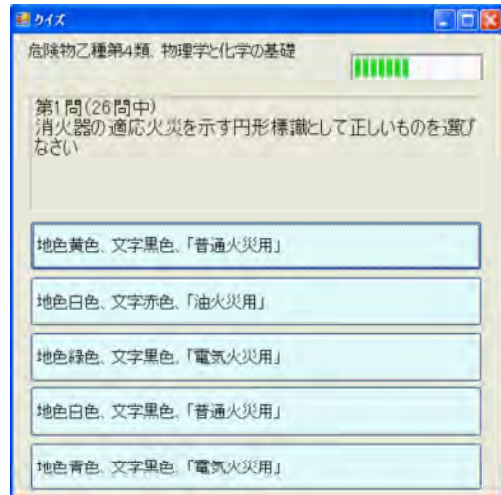 クイズ
危険物乙種第4類、物理学と化学の基礎
第1問(26問中)
消火器の適応火災を示す円形標識として正しいものを選び
なさい
地色黄色、文字黒色、「普通火災用」
地色白色、文字赤色、「油火災用」
地色緑色、文字黒色、「電気火災用」
地色白色、文字黒色、「普通火災用」
地色青色、文字黒色、「電気火災用」